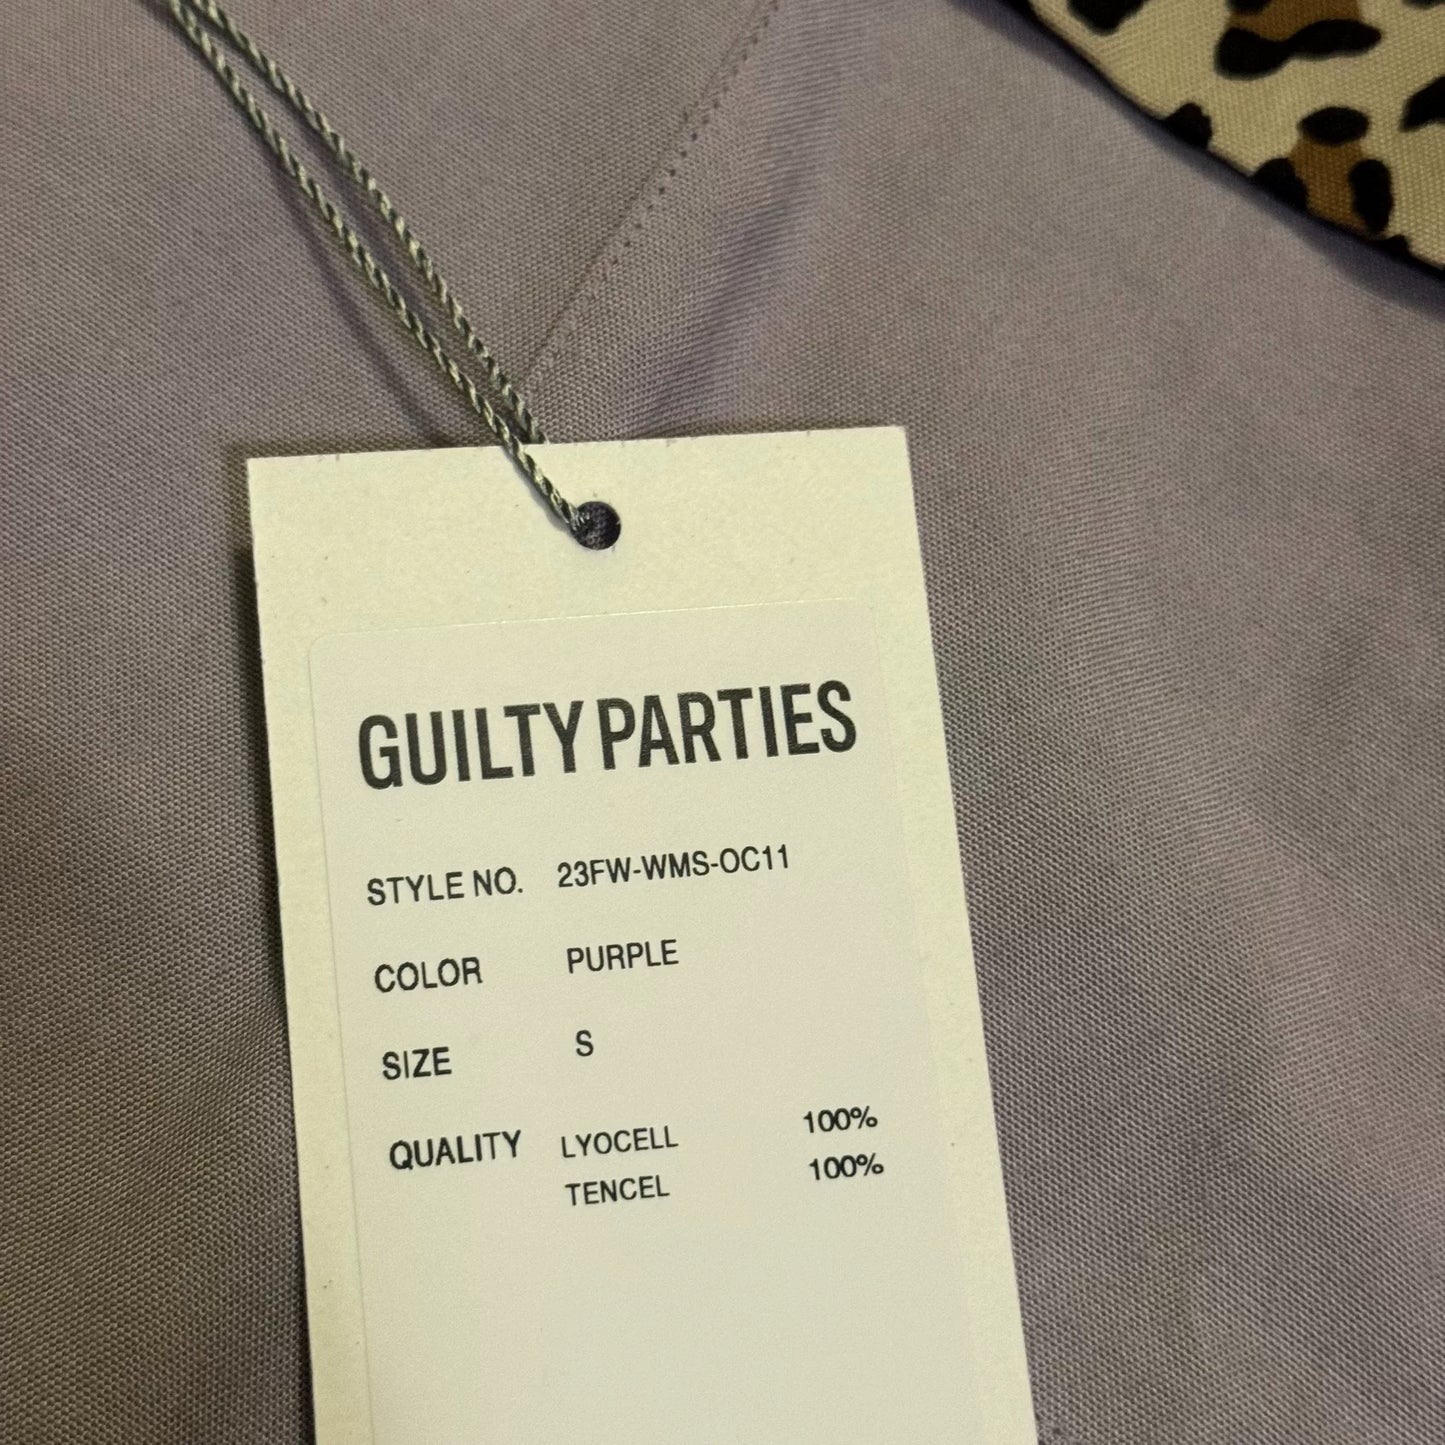 GUILTY PARTIES
STYLE NO. 23FW-WMS-OC11
COLOR PURPLE
SIZE S
QUALITY LYOCELL 100%
TENCEL 100%